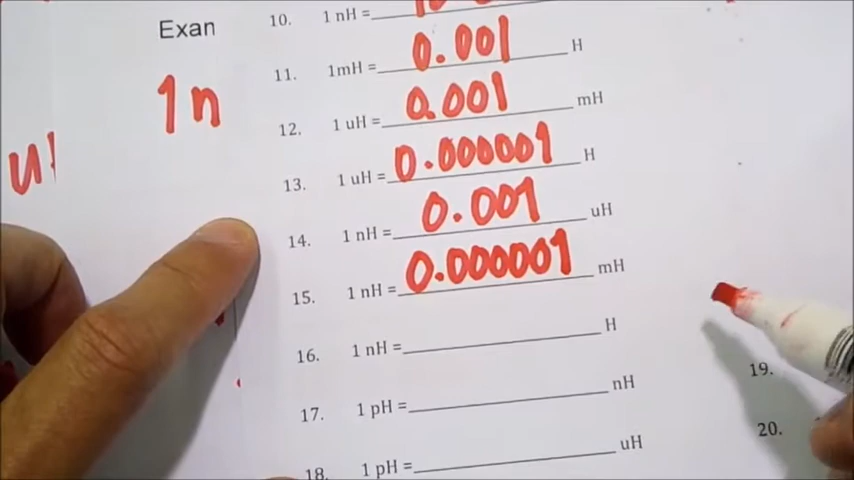 Exan
1n
u
10. 1 nH =
11. 1mH = 0.001 H
12. 1 uH = 0.001 mH
13. 1 uH = 0.000001 H
14. 1 nH = 0.001 uH
15. 1 nH = 0.000001 mH
16. 1 nH = H
17. 1 pH = nH
18. 1 pH = uH
19.
20.